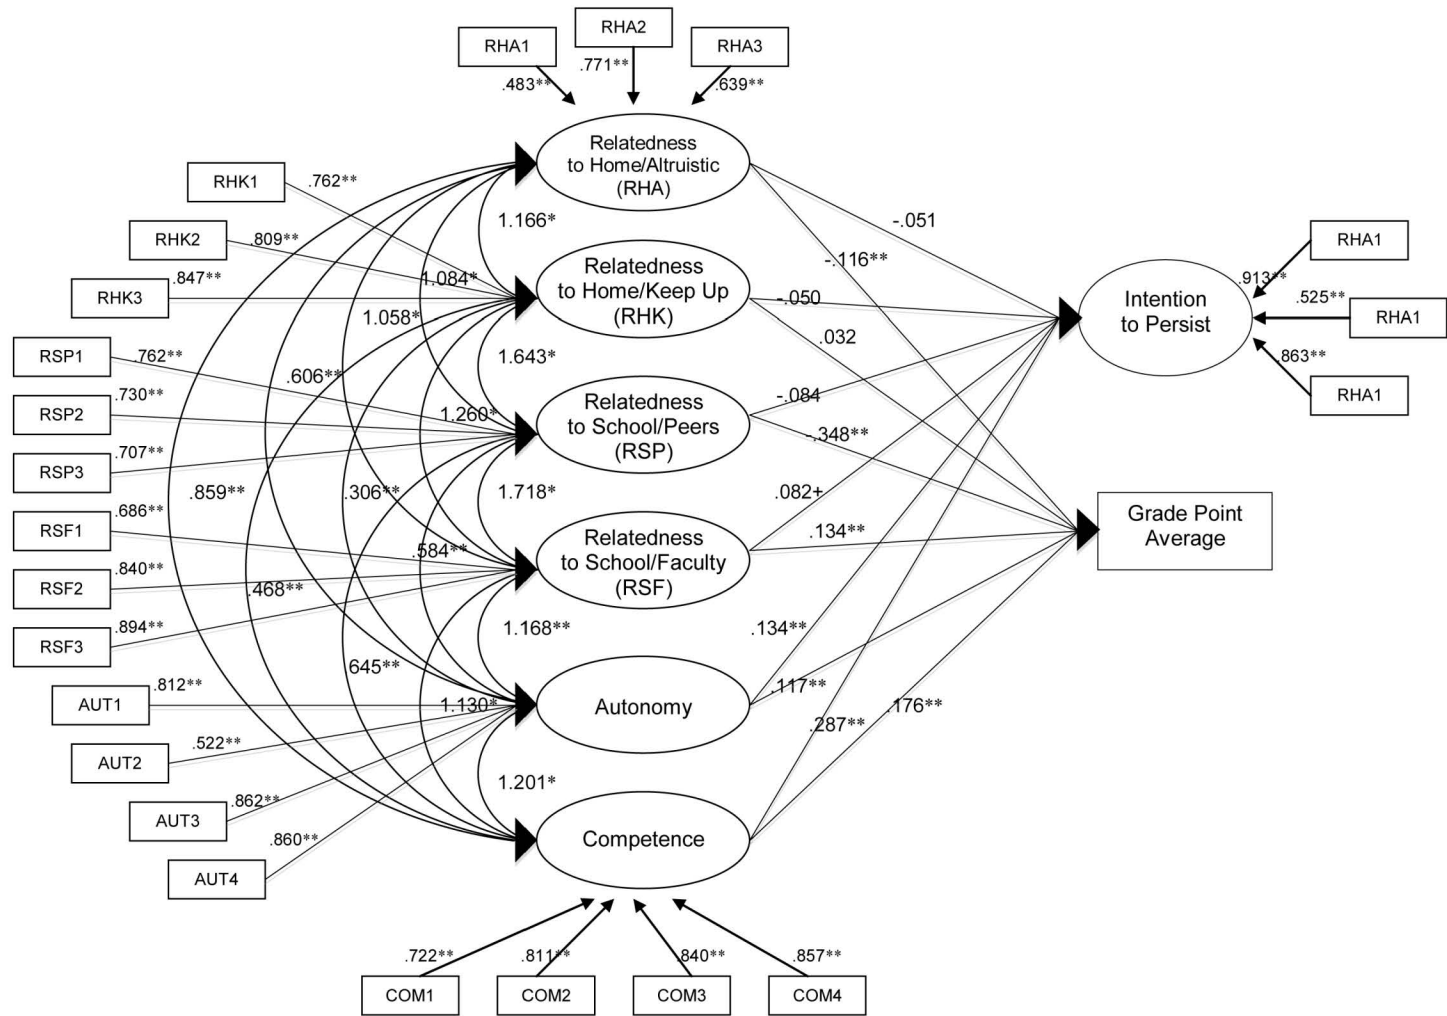 RHA1
RHA2
RHA3
.483**
.771**
.639**
Relatedness
to Home/Altruistic
(RHA)
RHK1
.762**
RHK2
.809**
RHK3
.847**
1.166*
-.051
-.116**
1.084*
Relatedness
to Home/Keep Up
(RHK)
-.050
.032
1.058*
1.643*
RHA1
.913**
.525**
RHA1
.863**
RHA1
Intention
to Persist
RSP1
.762**
RSP2
.730**
RSP3
.707**
.606**
1.260*
Relatedness
to School/Peers
(RSP)
-.084
-.348**
.859**
.306**
1.718*
.082+
RSF1
.686**
RSF2
.840**
RSF3
.894**
.584**
.468**
Relatedness
to School/Faculty
(RSF)
.134**
Grade Point
Average
1.168**
.134**
645**
AUT1
.812**
AUT2
.522**
AUT3
.862**
AUT4
.860**
1.130*
Autonomy
.117**
.176**
.287**
1.201*
Competence
.722**
.811**
.840**
.857**
COM1
COM2
COM3
COM4